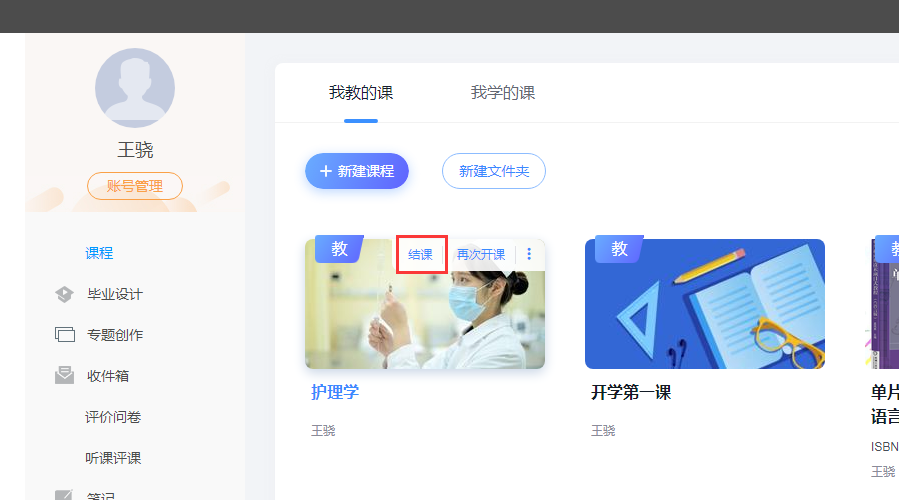 王骁
账号管理
课程
毕业设计
专题创作
收件箱
评价问卷
听课评课
笔记
我教的课
我学的课
+ 新建课程
新建文件夹
教
结课
再次开课
护理学
王骁
教
开学第一课
王骁
教
单片
语言
ISBN
王骁